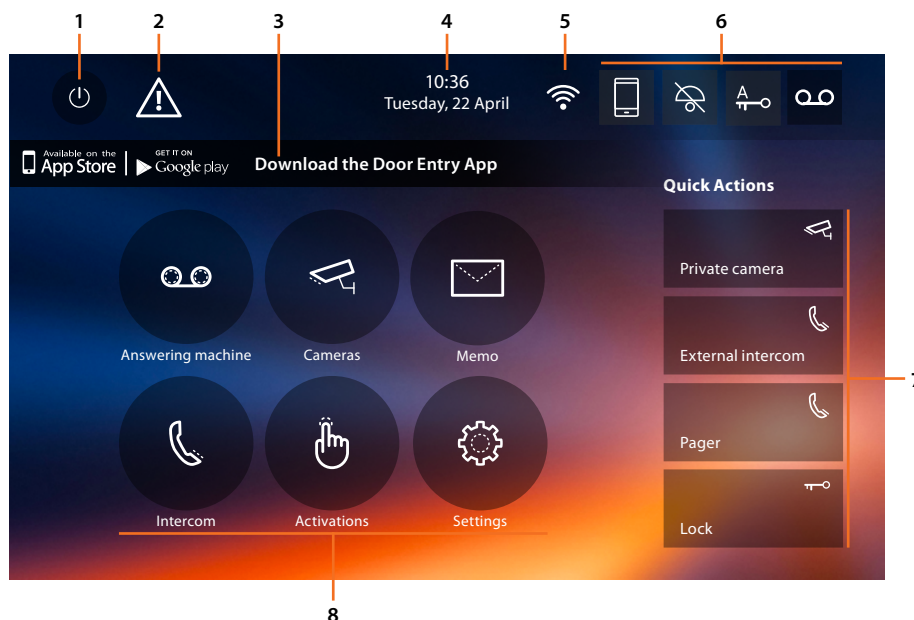 1 2 3 4 5 6
10:36
Tuesday, 22 April
A
Available on the
App Store
GET IT ON
Google play
Download the Door Entry App
Quick Actions
Private camera
External intercom
Pager
Lock
7
Answering machine Cameras Memo
Intercom Activations Settings
8